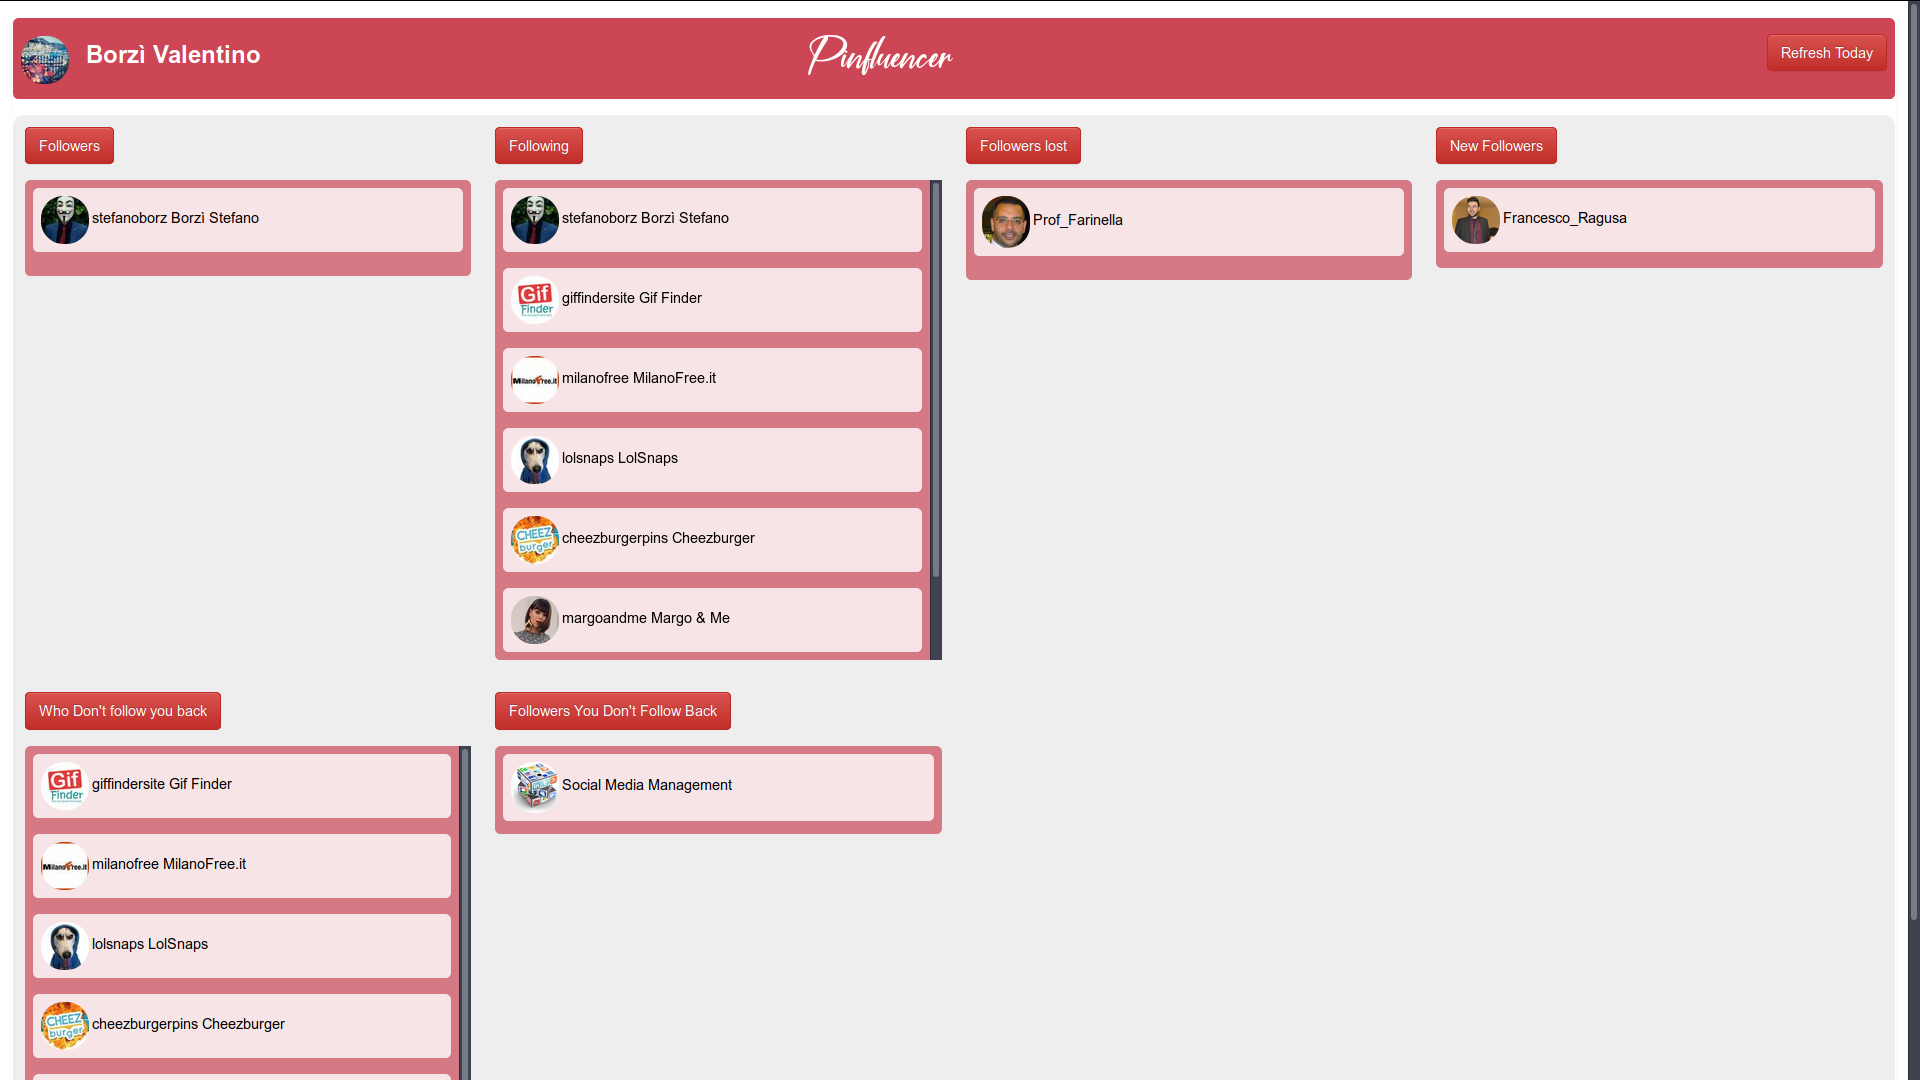 Borzì Valentino
Pinfluencer
Refresh Today
Followers
stefanoborz Borzì Stefano
Following
stefanoborz Borzì Stefano
Gif
Finder
giffindersite Gif Finder
MilanoFree.it
milanofree MilanoFree.it
lolsnaps LolSnaps
CHEEZ
burger
cheezburgerpins Cheezburger
margoandme Margo & Me
Followers lost
Prof_Farinella
New Followers
Francesco_Ragusa
Who Don't follow you back
Gif
Finder
giffindersite Gif Finder
MilanoFree.it
milanofree MilanoFree.it
lolsnaps LolSnaps
CHEEZ
burger
cheezburgerpins Cheezburger
Followers You Don't Follow Back
Social Media Management